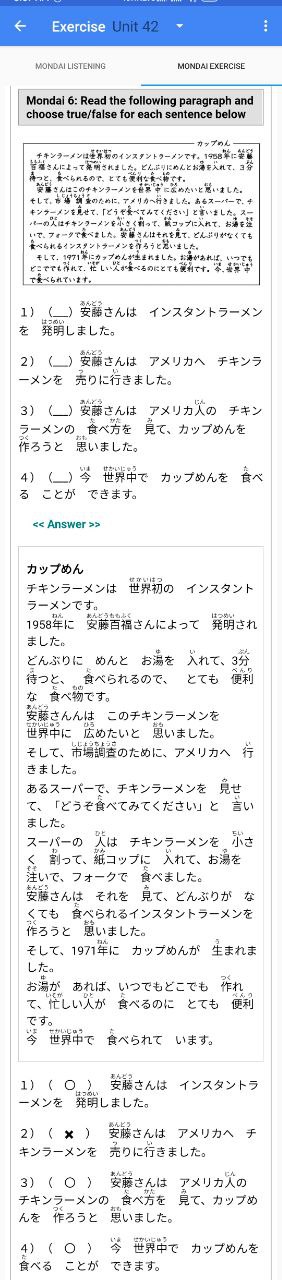 Exercise Unit 42
MONDAI LISTENING
MONDAI EXERCISE
Mondai 6: Read the following paragraph and
choose true/false for each sentence below
カップめん
チキンラーメンは世界初のインスタントラーメンです。1958年に安藤
百福さんによって発明されました。どんぶりにめんとお湯を入れて、3分
待つと、食べられるので、とても便利な食べ物です。
安藤さんはこのチキンラーメンを世界中に広めたいと思いました。
そして、市場調査のために、アメリカへ行きました。あるスーパーで、チ
キンラーメンを見せて、「どうぞ食べてみてください」と言いました。スー
パーの人はチキンラーメンを小さく割って、紙コップに入れて、お湯を注
いで、フォークで食べました。安藤さんはそれを見て、どんぶりがなくても
食べられるインスタントラーメンを作ろうと思いました。
そして、1971年にカップめんが生まれました。お湯があれば、いつでも
どこでも作れて、忙しい人が食べるのにとても便利です。今、世界中
で食べられています。
1) (__) 安藤さんは インスタントラーメン
を 発明しました。
2) (__) 安藤さんは アメリカへ チキンラ
ーメンを 売りに行きました。
3) (__) 安藤さんは アメリカ人の チキン
ラーメンの 食べ方を 見て、カップめんを
作ろうと 思いました。
4) (__) 今 世界中で カップめんを 食べ
る ことが できます。
<< Answer >>
カップめん
チキンラーメンは 世界初の インスタント
ラーメンです。
1958年に 安藤百福さんによって 発明され
ました。
どんぶりに めんと お湯を 入れて、3分
待つと、 食べられるので、 とても 便利
な 食べ物です。
安藤さんんは このチキンラーメンを
世界中に 広めたいと 思いました。
そして、市場調査のために、アメリカへ 行
きました。
あるスーパーで、チキンラーメンを 見せ
て、「どうぞ食べてみてください」と 言い
ました。
スーパーの 人は チキンラーメンを 小さ
く 割って、紙コップに 入れて、お湯を
注いで、フォークで 食べました。
安藤さんは それを 見て、どんぶりが な
くても 食べられるインスタントラーメンを
作ろうと 思いました。
そして、1971年に カップめんが 生まれま
した。
お湯が あれば、いつでもどこでも 作れ
て、忙しい人が 食べるのに とても 便利
です。
今 世界中で 食べられて います。
1) ( ○ ) 安藤さんは インスタントラ
ーメンを 発明しました。
2) ( ✖ ) 安藤さんは アメリカへ チ
キンラーメンを 売りに行きました。
3) ( ○ ) 安藤さんは アメリカ人の
チキンラーメンの 食べ方を 見て、カップめ
んを 作ろうと 思いました。
4) ( ○ ) 今 世界中で カップめんを
食べる ことが できます。